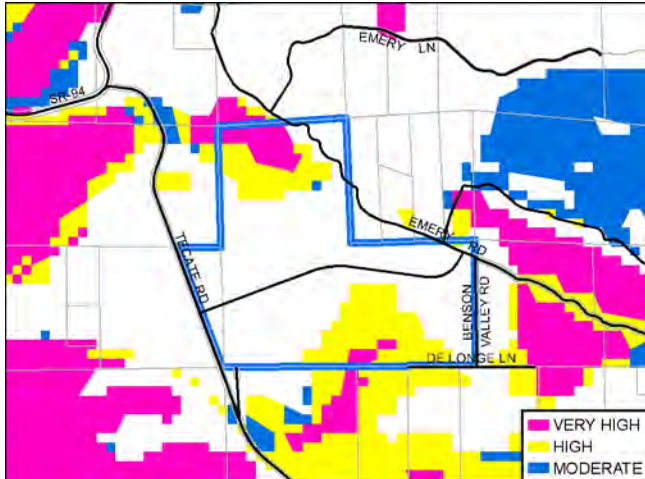 EMERY LN
SR-94
TECATE RD
EMERY RD
BENSON
VALLEY RD
DE LONGE LN
VERY HIGH
HIGH
MODERATE